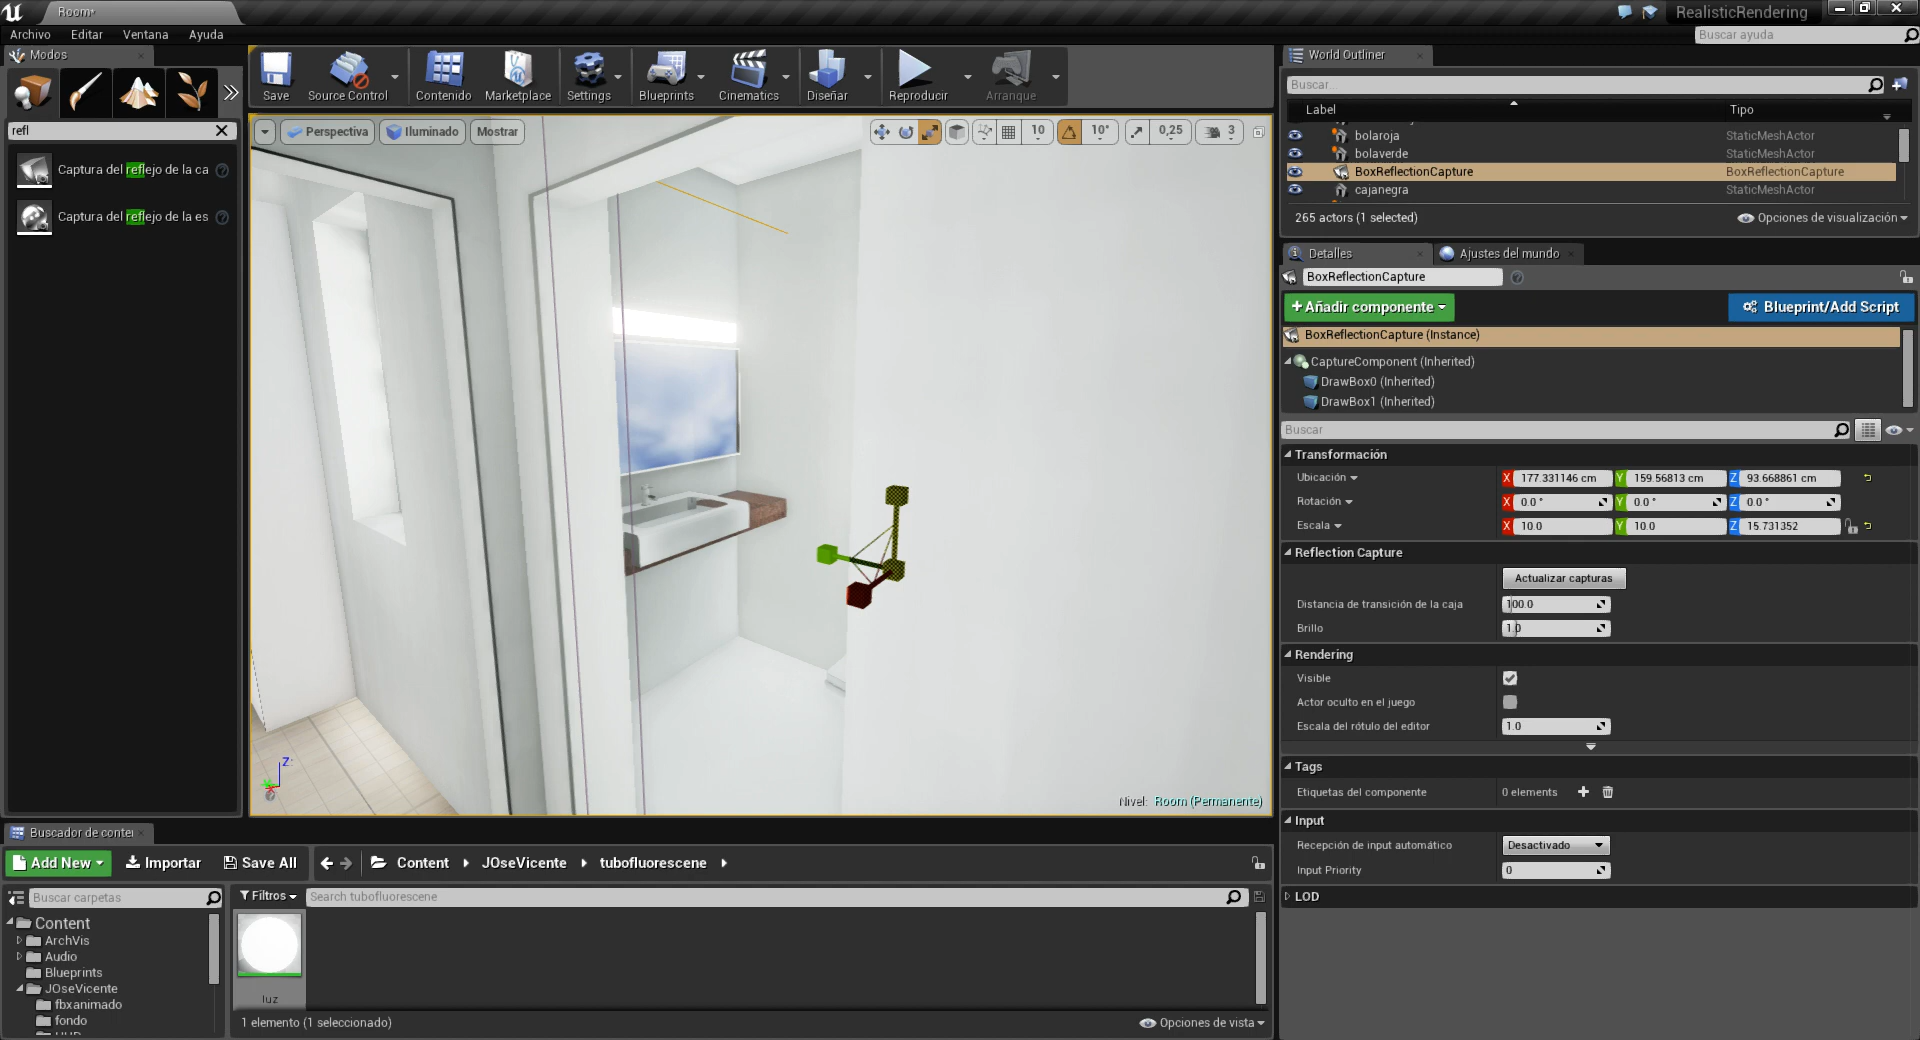 Room*
RealisticRendering
Archivo
Editar
Ventana
Ayuda
Buscar ayuda
Modos
refl
Captura del reflejo de la ca
Captura del reflejo de la es
Save
Source Control
Contenido
Marketplace
Settings
Blueprints
Cinematics
Diseñar
Reproducir
Arranque
Perspectiva
Iluminado
Mostrar
10
10°
0,25
3
Z
Nivel: Room (Permanente)
World Outliner
Buscar...
Label
Tipo
bolaroja
StaticMeshActor
bolaverde
StaticMeshActor
BoxReflectionCapture
BoxReflectionCapture
cajanegra
StaticMeshActor
265 actors (1 selected)
Opciones de visualización
Detalles
Ajustes del mundo
BoxReflectionCapture
Añadir componente
Blueprint/Add Script
BoxReflectionCapture (Instance)
CaptureComponent (Inherited)
DrawBox0 (Inherited)
DrawBox1 (Inherited)
Buscar
Transformación
Ubicación
X 177.331146 cm Y 159.56813 cm Z 93.668861 cm
Rotación
X 0.0 ° Y 0.0 ° Z 0.0 °
Escala
X 10.0 Y 10.0 Z 15.731352
Reflection Capture
Actualizar capturas
Distancia de transición de la caja
100.0
Brillo
1.0
Rendering
Visible
Actor oculto en el juego
Escala del rótulo del editor
1.0
Tags
Etiquetas del componente
0 elements
Input
Recepción de input automático
Desactivado
Input Priority
0
LOD
Buscador de conter
Add New
Importar
Save All
Content
JOseVicente
tubofluorescene
Buscar carpetas
Filtros
Search tubofluorescene
Content
ArchVis
Audio
Blueprints
JOseVicente
fbxanimado
fondo
luz
1 elemento (1 seleccionado)
Opciones de vista